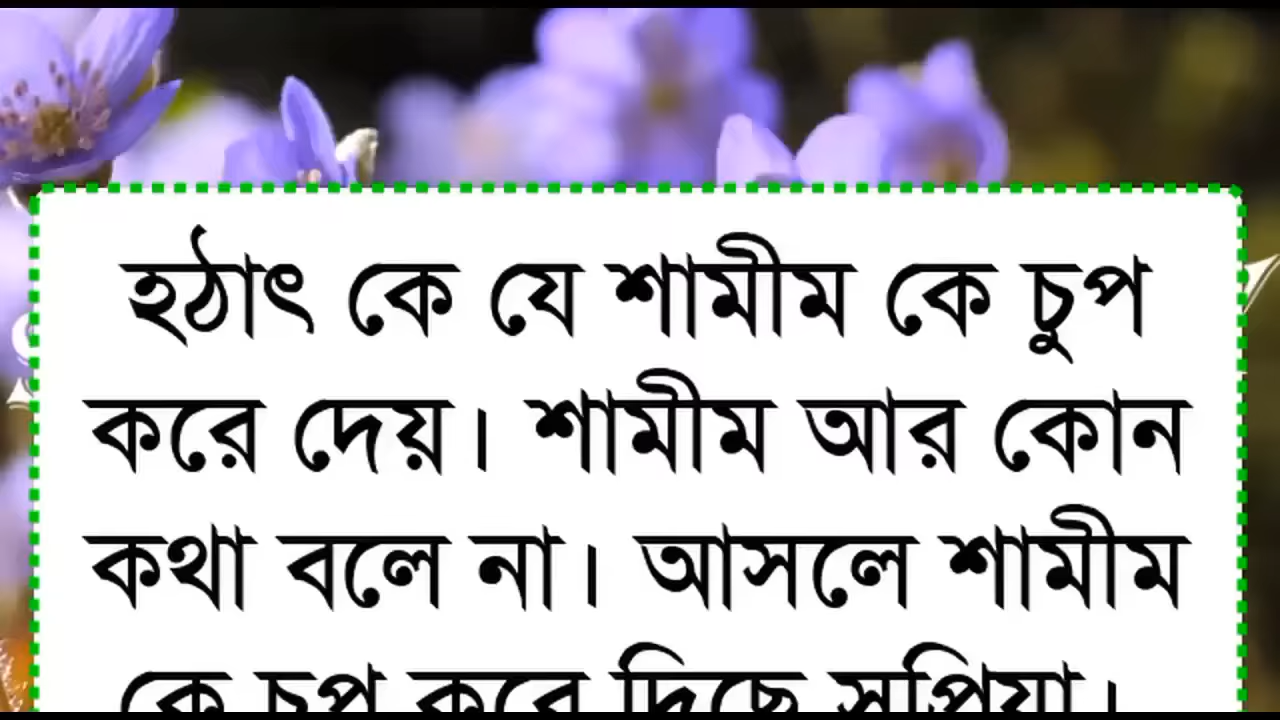 হঠাৎ কে যে শামীম কে চুপ
করে দেয়। শামীম আর কোন
কথা বলে না। আসলে শামীম
কে চুপ করে দিছে সুপ্রিয়া।